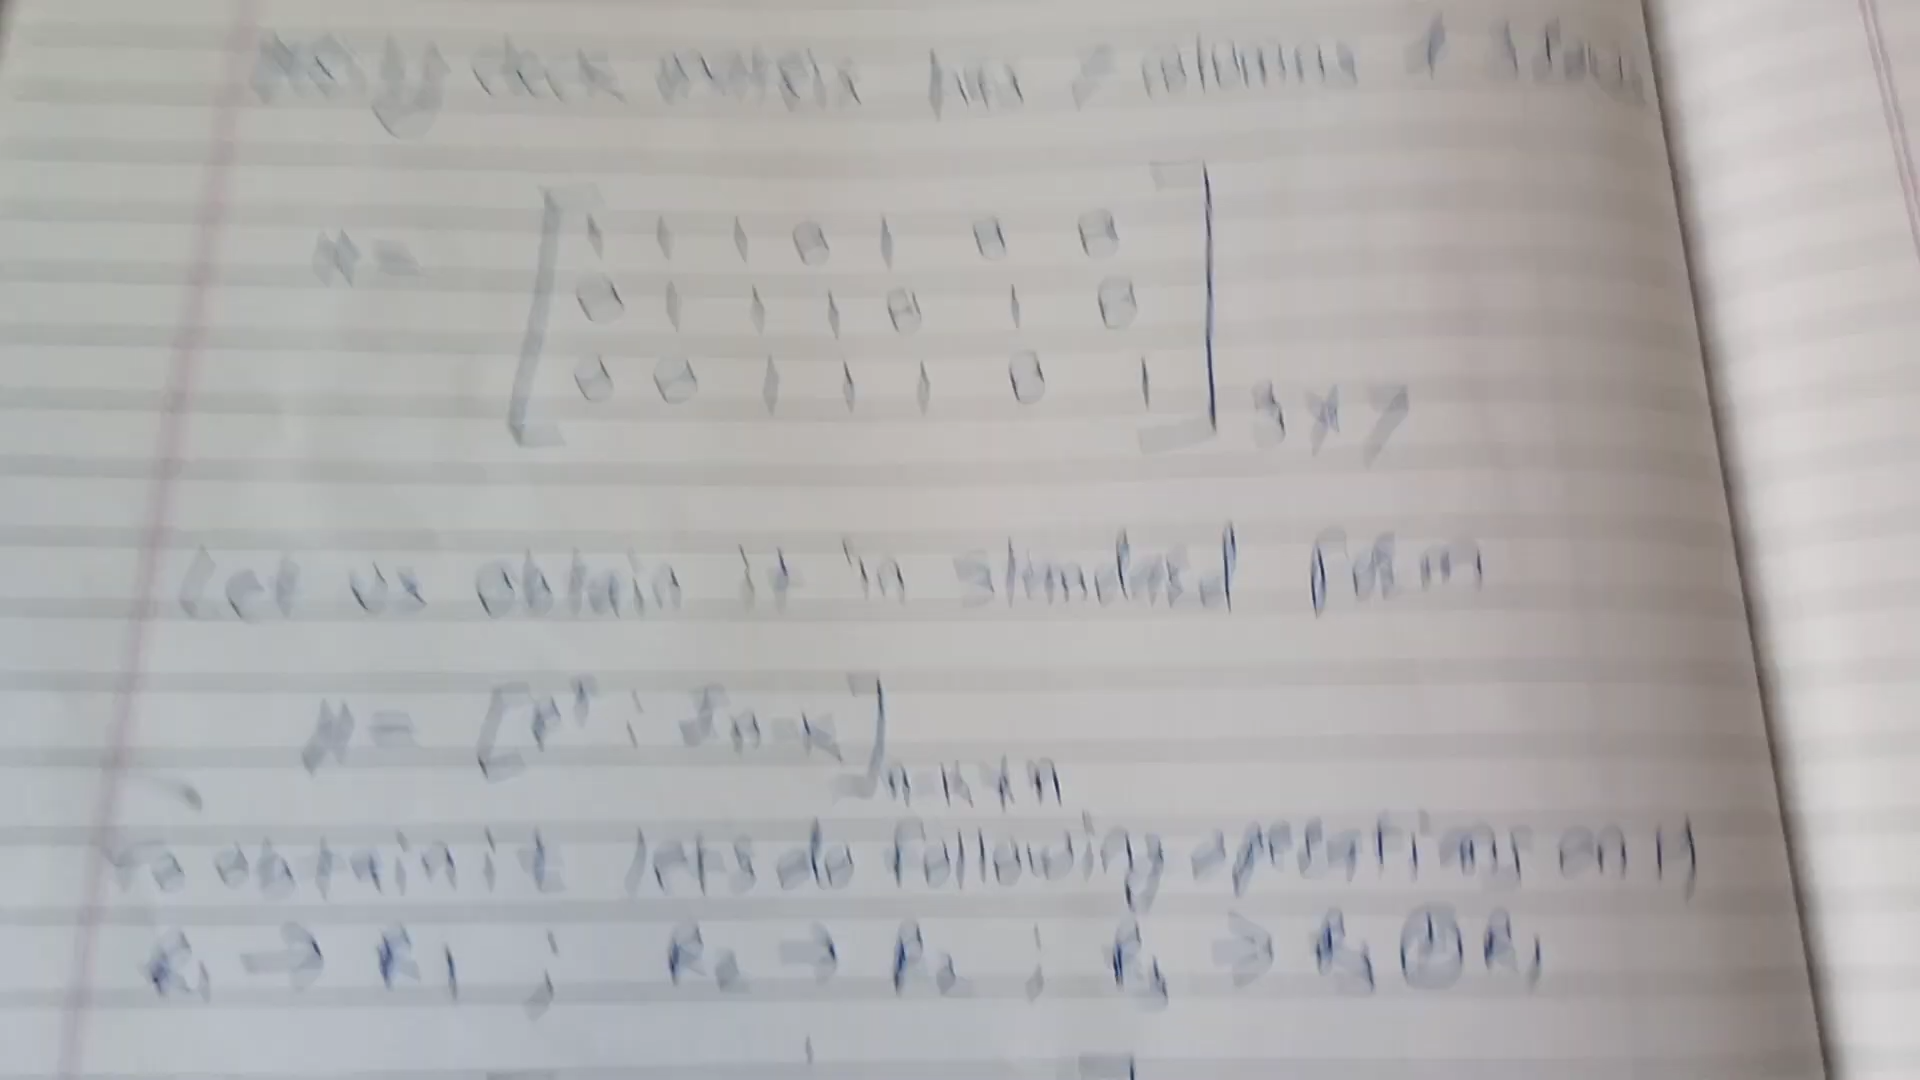 check matrix has 7 columns & 3 rows
H = [ 1 1 1 0 1 0 0
0 1 1 1 0 1 0
0 0 1 1 1 0 1 ] 3 x 7
Let us obtain it in standard form
H = [P^T : I n-k] n-k x n
To obtain it lets do following operations on H
R1 → R1 ; R2 → R2 ; R3 → R3 ⊕ R1